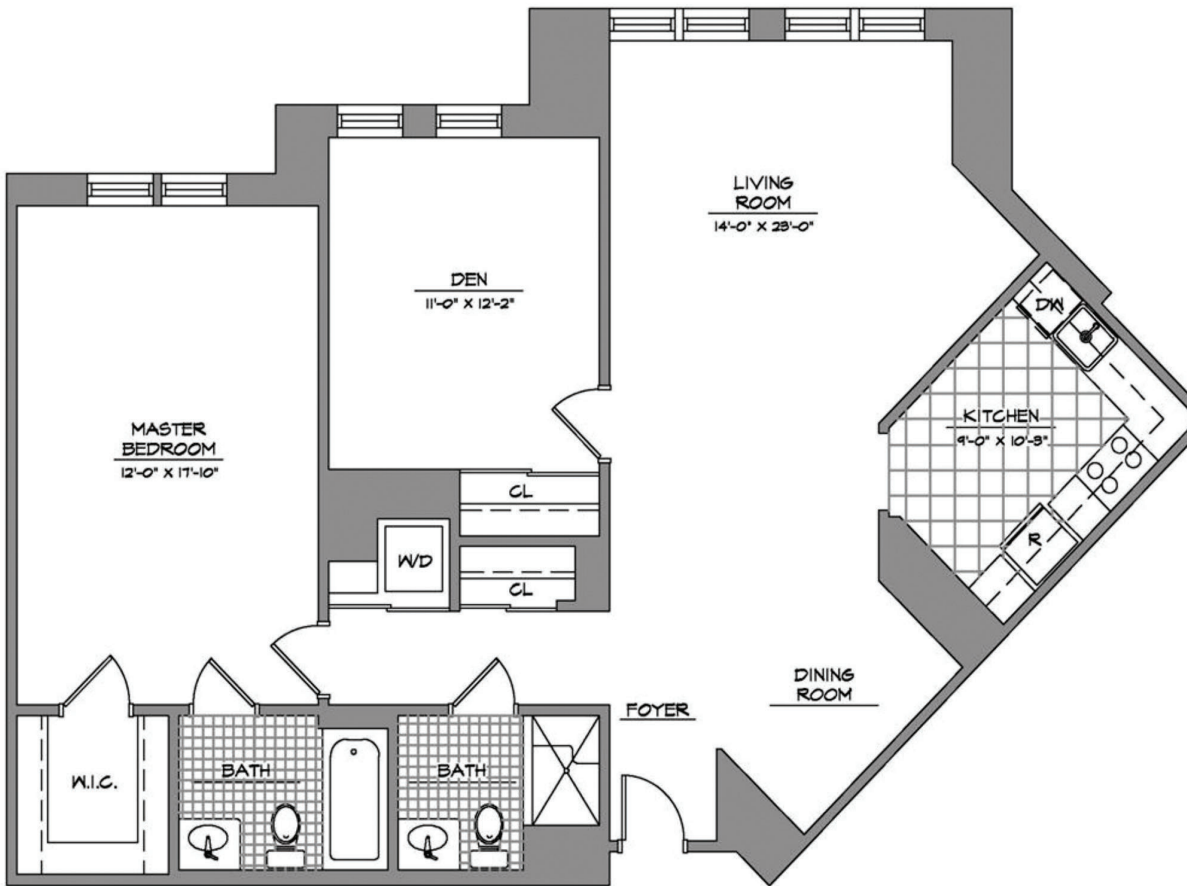 LIVING
ROOM
14'-0" X 23'-0"
DEN
11'-0" X 12'-2"
DW
KITCHEN
9'-0" X 10'-3"
MASTER
BEDROOM
12'-0" X 17'-10"
CL
R
W/D
CL
DINING
ROOM
FOYER
W.I.C.
BATH
BATH